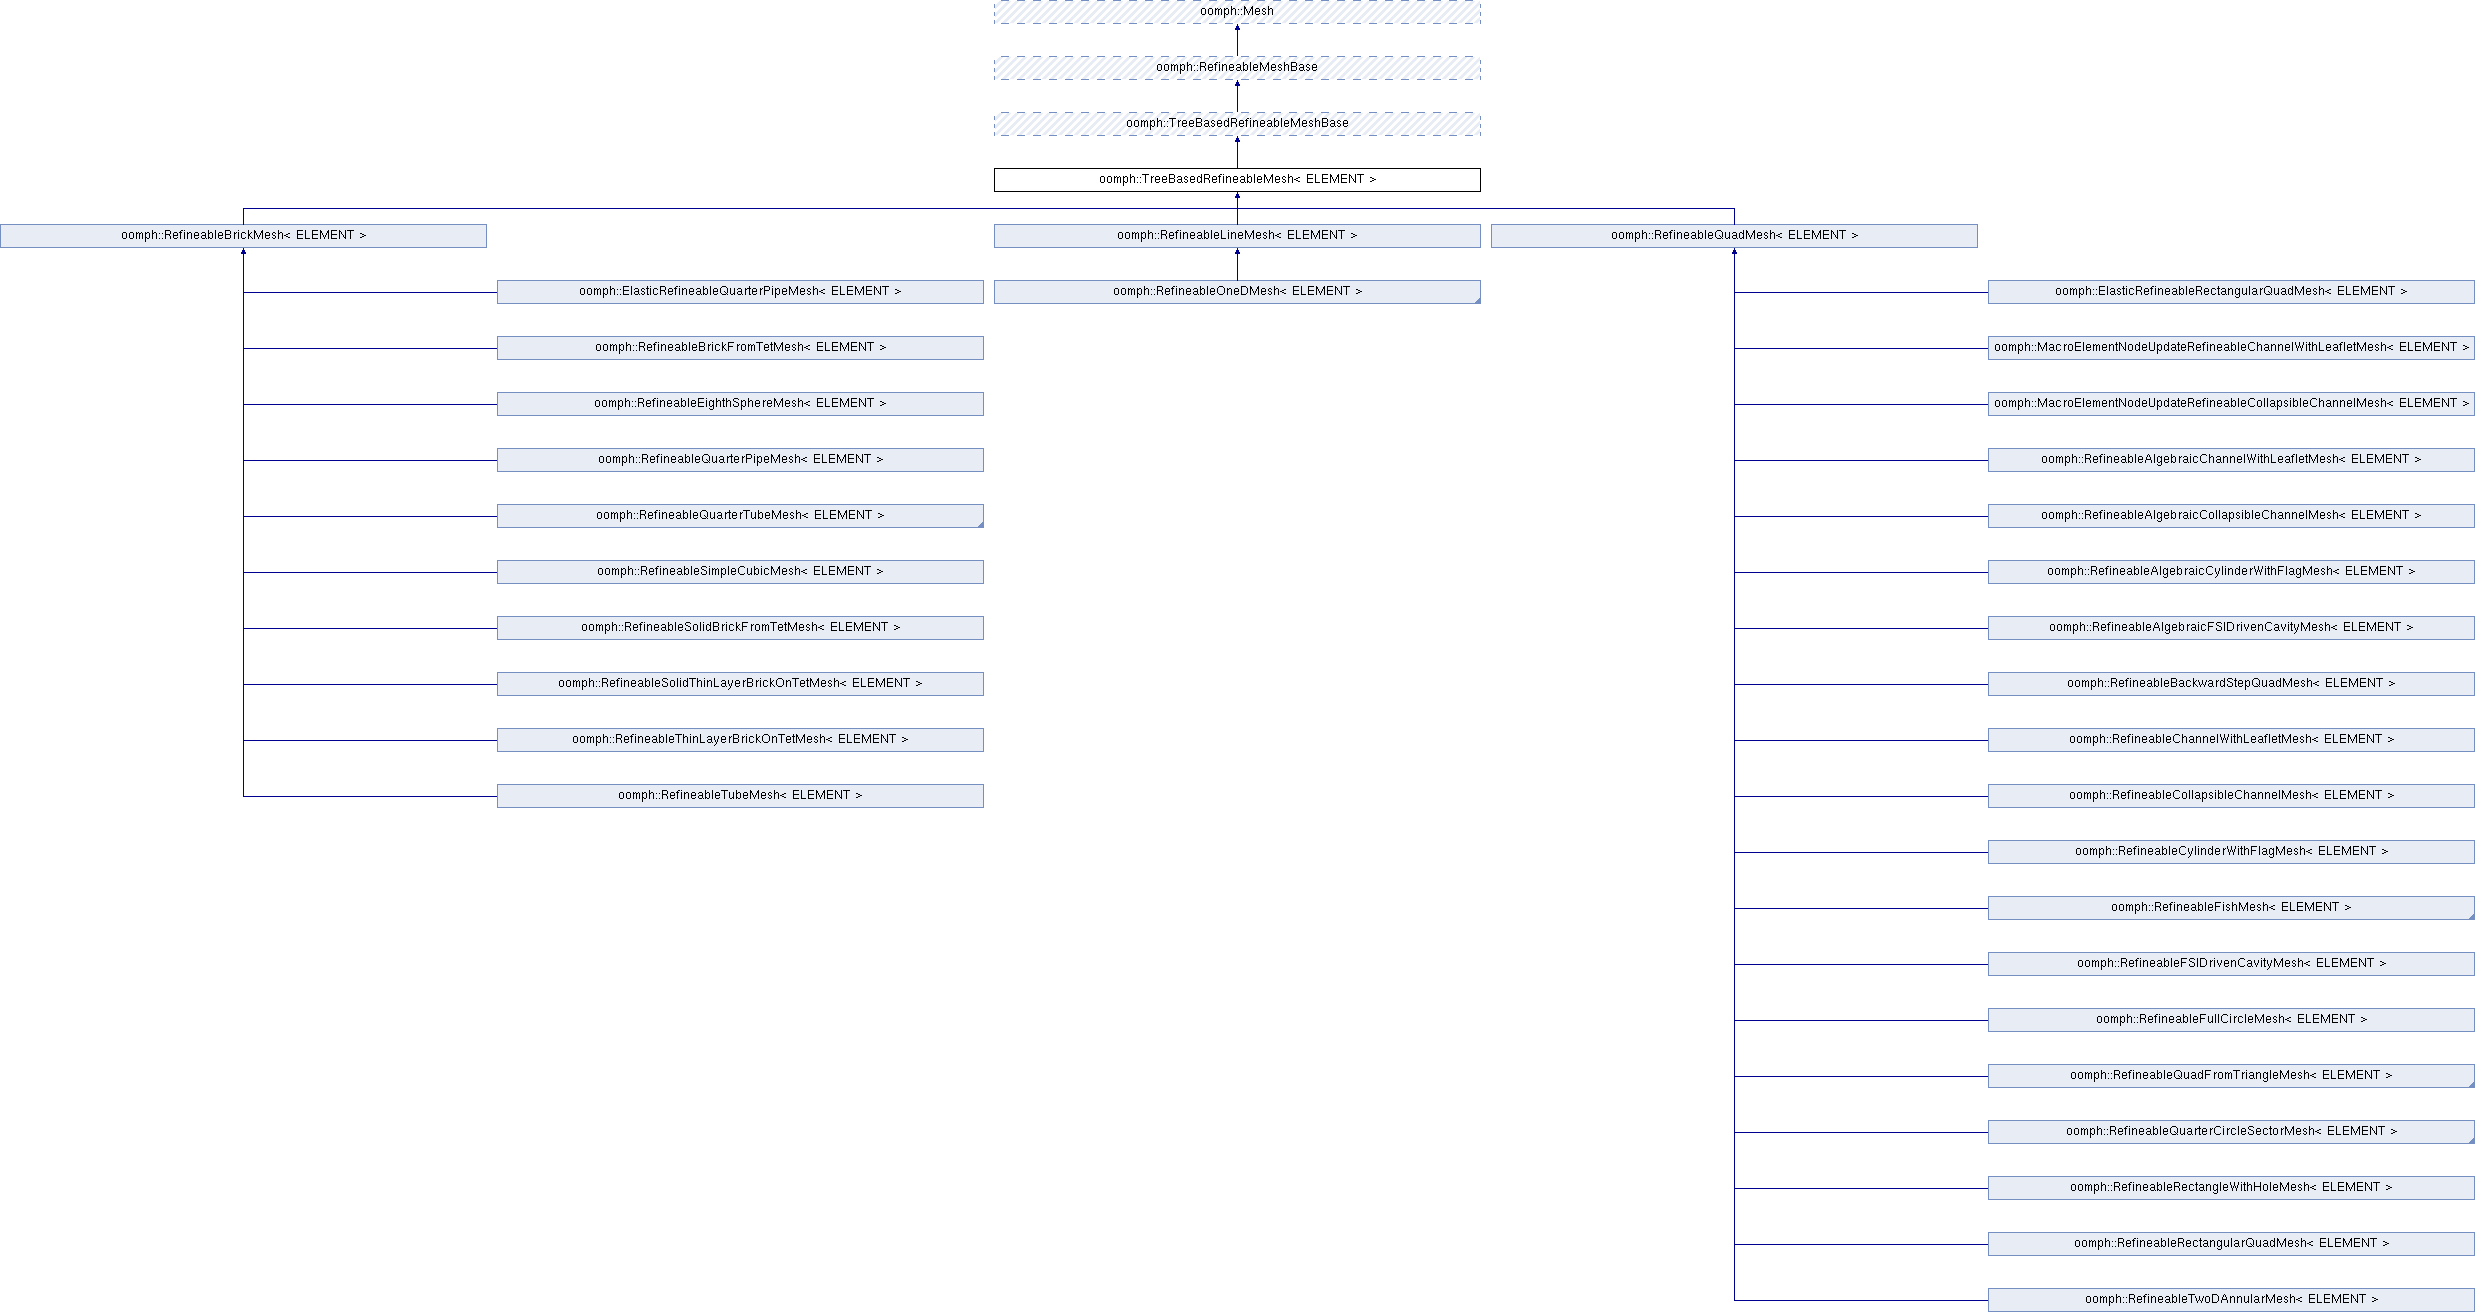 oomph::Mesh
oomph::RefineableMeshBase
oomph::TreeBasedRefineableMeshBase
oomph::TreeBasedRefineableMesh< ELEMENT >
oomph::RefineableBrickMesh< ELEMENT >
oomph::RefineableLineMesh< ELEMENT >
oomph::RefineableQuadMesh< ELEMENT >
oomph::ElasticRefineableQuarterPipeMesh< ELEMENT >
oomph::RefineableOneDMesh< ELEMENT >
oomph::ElasticRefineableRectangularQuadMesh< ELEMENT >
oomph::RefineableBrickFromTetMesh< ELEMENT >
oomph::MacroElementNodeUpdateRefineableChannelWithLeafletMesh< ELEMENT >
oomph::RefineableEighthSphereMesh< ELEMENT >
oomph::MacroElementNodeUpdateRefineableCollapsibleChannelMesh< ELEMENT >
oomph::RefineableQuarterPipeMesh< ELEMENT >
oomph::RefineableAlgebraicChannelWithLeafletMesh< ELEMENT >
oomph::RefineableQuarterTubeMesh< ELEMENT >
oomph::RefineableAlgebraicCollapsibleChannelMesh< ELEMENT >
oomph::RefineableSimpleCubicMesh< ELEMENT >
oomph::RefineableAlgebraicCylinderWithFlagMesh< ELEMENT >
oomph::RefineableSolidBrickFromTetMesh< ELEMENT >
oomph::RefineableAlgebraicFSIDrivenCavityMesh< ELEMENT >
oomph::RefineableSolidThinLayerBrickOnTetMesh< ELEMENT >
oomph::RefineableBackwardStepQuadMesh< ELEMENT >
oomph::RefineableThinLayerBrickOnTetMesh< ELEMENT >
oomph::RefineableChannelWithLeafletMesh< ELEMENT >
oomph::RefineableTubeMesh< ELEMENT >
oomph::RefineableCollapsibleChannelMesh< ELEMENT >
oomph::RefineableCylinderWithFlagMesh< ELEMENT >
oomph::RefineableFishMesh< ELEMENT >
oomph::RefineableFSIDrivenCavityMesh< ELEMENT >
oomph::RefineableFullCircleMesh< ELEMENT >
oomph::RefineableQuadFromTriangleMesh< ELEMENT >
oomph::RefineableQuarterCircleSectorMesh< ELEMENT >
oomph::RefineableRectangleWithHoleMesh< ELEMENT >
oomph::RefineableRectangularQuadMesh< ELEMENT >
oomph::RefineableTwoDAnnularMesh< ELEMENT >